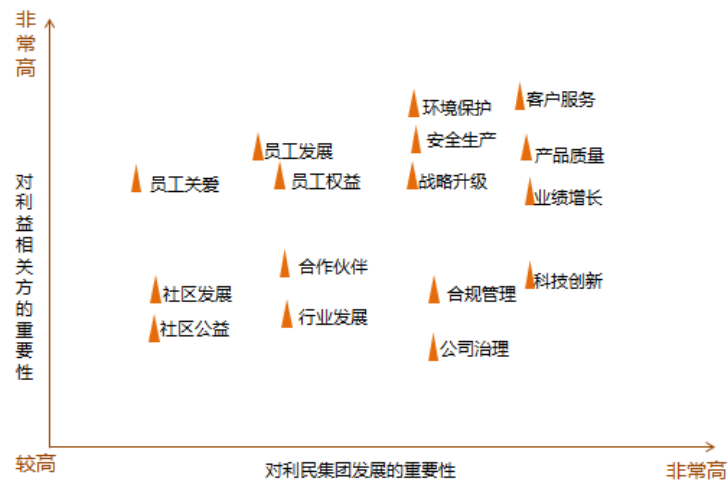 非常高
客户服务
环境保护
安全生产
员工发展
产品质量
员工关爱
员工权益
战略升级
业绩增长
对利益相关方的重要性
合作伙伴
科技创新
社区发展
合规管理
行业发展
社区公益
公司治理
较高
对利民集团发展的重要性
非常高